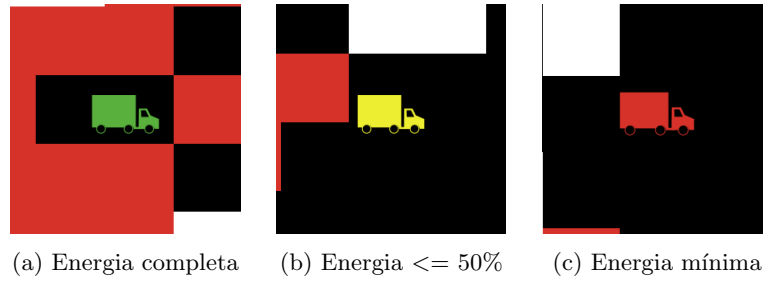 (a) Energia completa
(b) Energia <= 50%
(c) Energia mínima